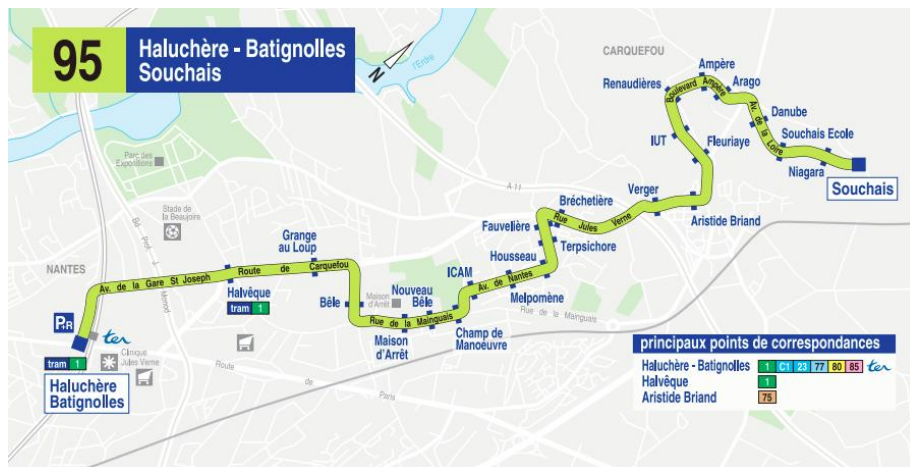 95
Haluchère - Batignolles
Souchais
N
l'Erdre
CARQUEFOU
Ampère
Renaudières
Arago
Boulevard Ampère
Danube
Av. de la Loire
IUT
Fleuriaye
Souchais Ecole
Niagara
Souchais
Parc des
Expositions
A-11
Bréchetière
Verger
Stade de
la Beaujoire
Fauvelière
Rue Jules Verne
Aristide Briand
Grange
au Loup
Terpsichore
Housseau
NANTES
Av. de la Gare St Joseph
Route de Carquefou
ICAM
Av. de Nantes
Halvêque
tram 1
Bêle
Maison
d'Arrêt
Nouveau
Bêle
Melpomène
Rue de la Mainguais
Rue de la Mainguais
P+R
ter
Maison
d'Arrêt
Champ de
Manoeuvre
Clinique
Jules Verne
tram 1
Haluchère
Batignolles
Route de Paris
principaux points de correspondances
Haluchère - Batignolles 1 C1 23 77 80 85 ter
Halvêque 1
Aristide Briand 75